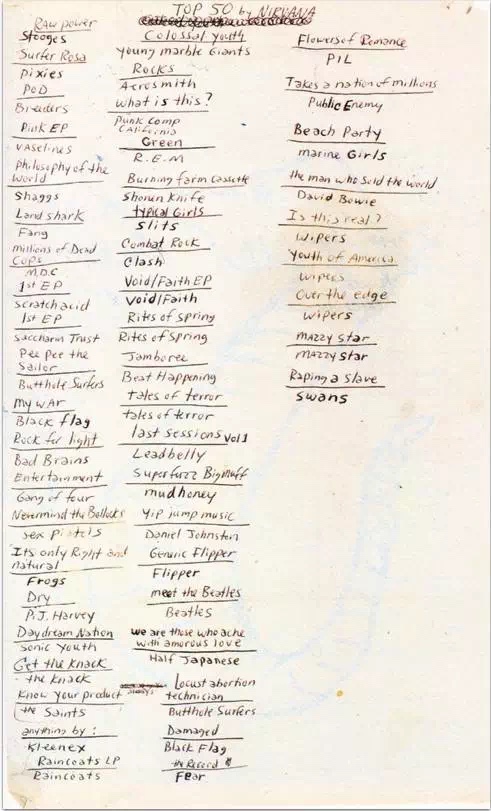 TOP 50 by NIRVANA
Raw power
Stooges
Surfer Rosa
Pixies
Pod
Breeders
Pink EP
Vaselines
Philosophy of the
World
Shaggs
Land shark
Fang
millions of Dead
Cops
M.D.C
1st EP
Scratch acid
1st EP
Saccharin Trust
Pee pee the
Sailor
Butthole Surfers
my war
Black flag
Rock for light
Bad Brains
Entertainment
Gang of four
Nevermind the Bollocks
Sex pistols
Its only Right and
natural
Frogs
Dry
P.J. Harvey
Daydream Nation
Sonic Youth
Get the Knack
the Knack
Know your product
the Saints
anything by:
Kleenex
Raincoats LP
Raincoats
Colossal youth
young marble Giants
Rocks
Aerosmith
what is this?
Punk Comp
California
Green
R.E.M
Burning farm Cassette
Shonen Knife
typical Girls
Slits
Combat Rock
Clash
Void/Faith EP
Void/Faith
Rites of spring
Rites of Spring
Jamboree
Beat Happening
tales of terror
tales of terror
last sessions Vol 1
Leadbelly
Superfuzz Bigmuff
mudhoney
Yip jump music
Daniel Johnston
Generic Flipper
Flipper
meet the Beatles
Beatles
we are those who ache
with amorous love
Half Japanese
Locust abortion
technician
Butthole Surfers
Damaged
Black Flag
the Record
Fear
Flowers of Romance
PIL
Takes a nation of millions
Public Enemy
Beach Party
marine Girls
the man who Sold the world
David Bowie
Is this real?
Wipers
Youth of America
wipers
Over the edge
wipers
mazzy star
mazzy star
Raping a slave
Swans